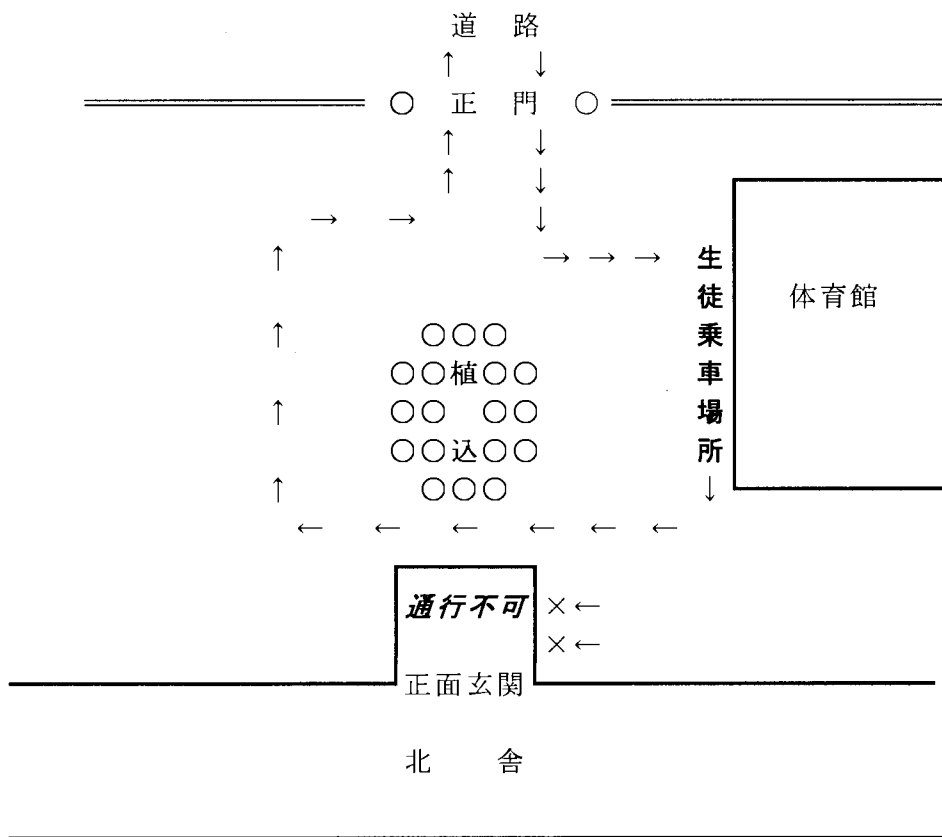 道路
正門
生徒乗車場所
体育館
植
込
通行不可
正面玄関
北舎